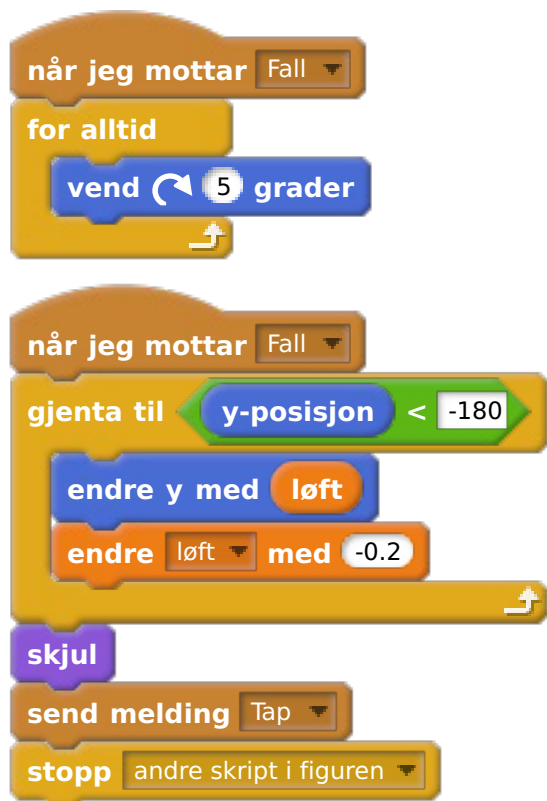 når jeg mottar Fall
for alltid
vend 5 grader
når jeg mottar Fall
gjenta til y-posisjon < -180
endre y med løft
endre løft med -0.2
skjul
send melding Tap
stopp andre skript i figuren